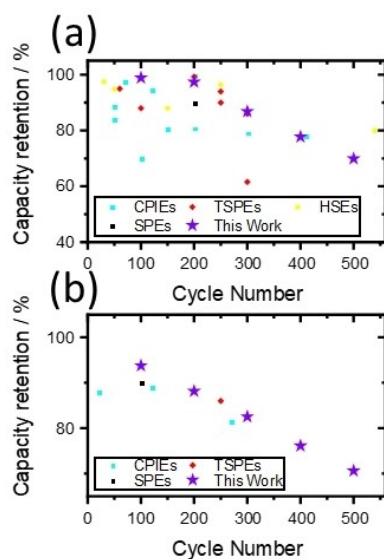 (a)
Capacity retention / %
100
80
60
40
CPIEs TSPEs HSEs
SPEs This Work
0 100 200 300 400 500
Cycle Number
(b)
Capacity retention / %
100
80
CPIEs TSPEs
SPEs This Work
0 100 200 300 400 500
Cycle Number